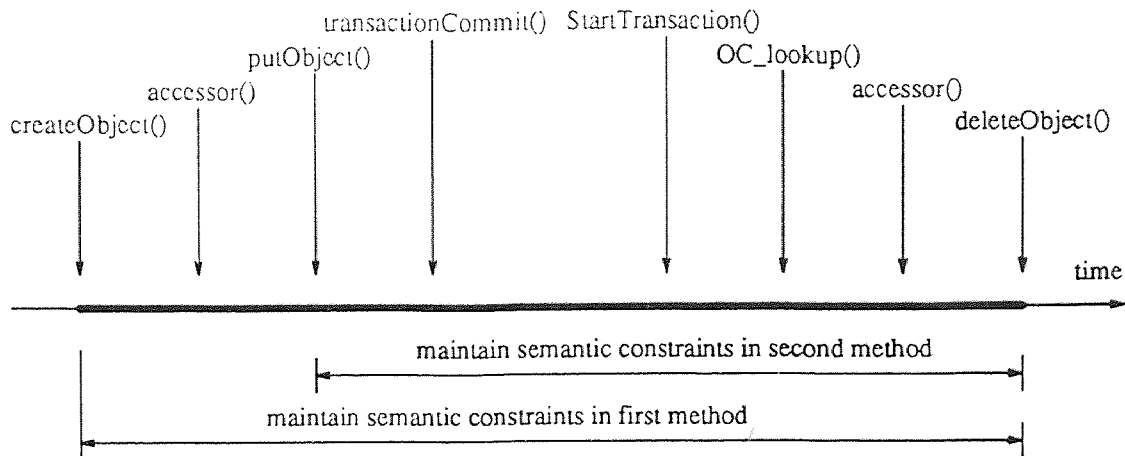 transactionCommit() StartTransaction()
putObject() OC_lookup()
accessor() accessor()
createObject() deleteObject()
time
maintain semantic constraints in second method
maintain semantic constraints in first method